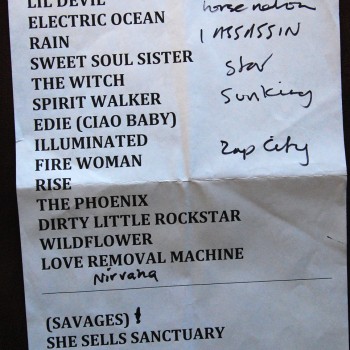 LIL DEVIL
ELECTRIC OCEAN
RAIN
SWEET SOUL SISTER
THE WITCH
SPIRIT WALKER
EDIE (CIAO BABY)
ILLUMINATED
FIRE WOMAN
RISE
THE PHOENIX
DIRTY LITTLE ROCKSTAR
WILDFLOWER
LOVE REMOVAL MACHINE
Nirvana
(SAVAGES)
SHE SELLS SANCTUARY
horse nation
ASSASSIN
Star
Sunking
Zap City